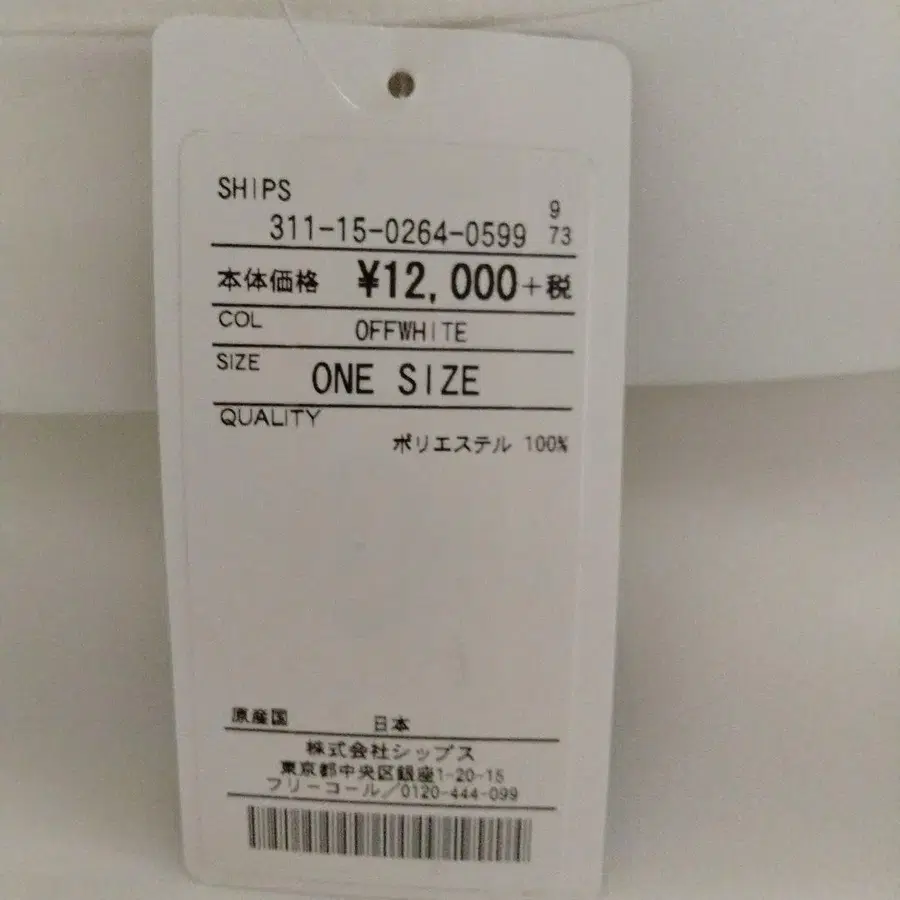 SHIPS
311-15-0264-0599 9
73
本体価格 ¥12,000+税
COL OFFWHITE
SIZE ONE SIZE
QUALITY
ポリエステル 100%
原産国 日本
株式会社シップス
東京都中央区銀座1-20-15
フリーコール/0120-444-099